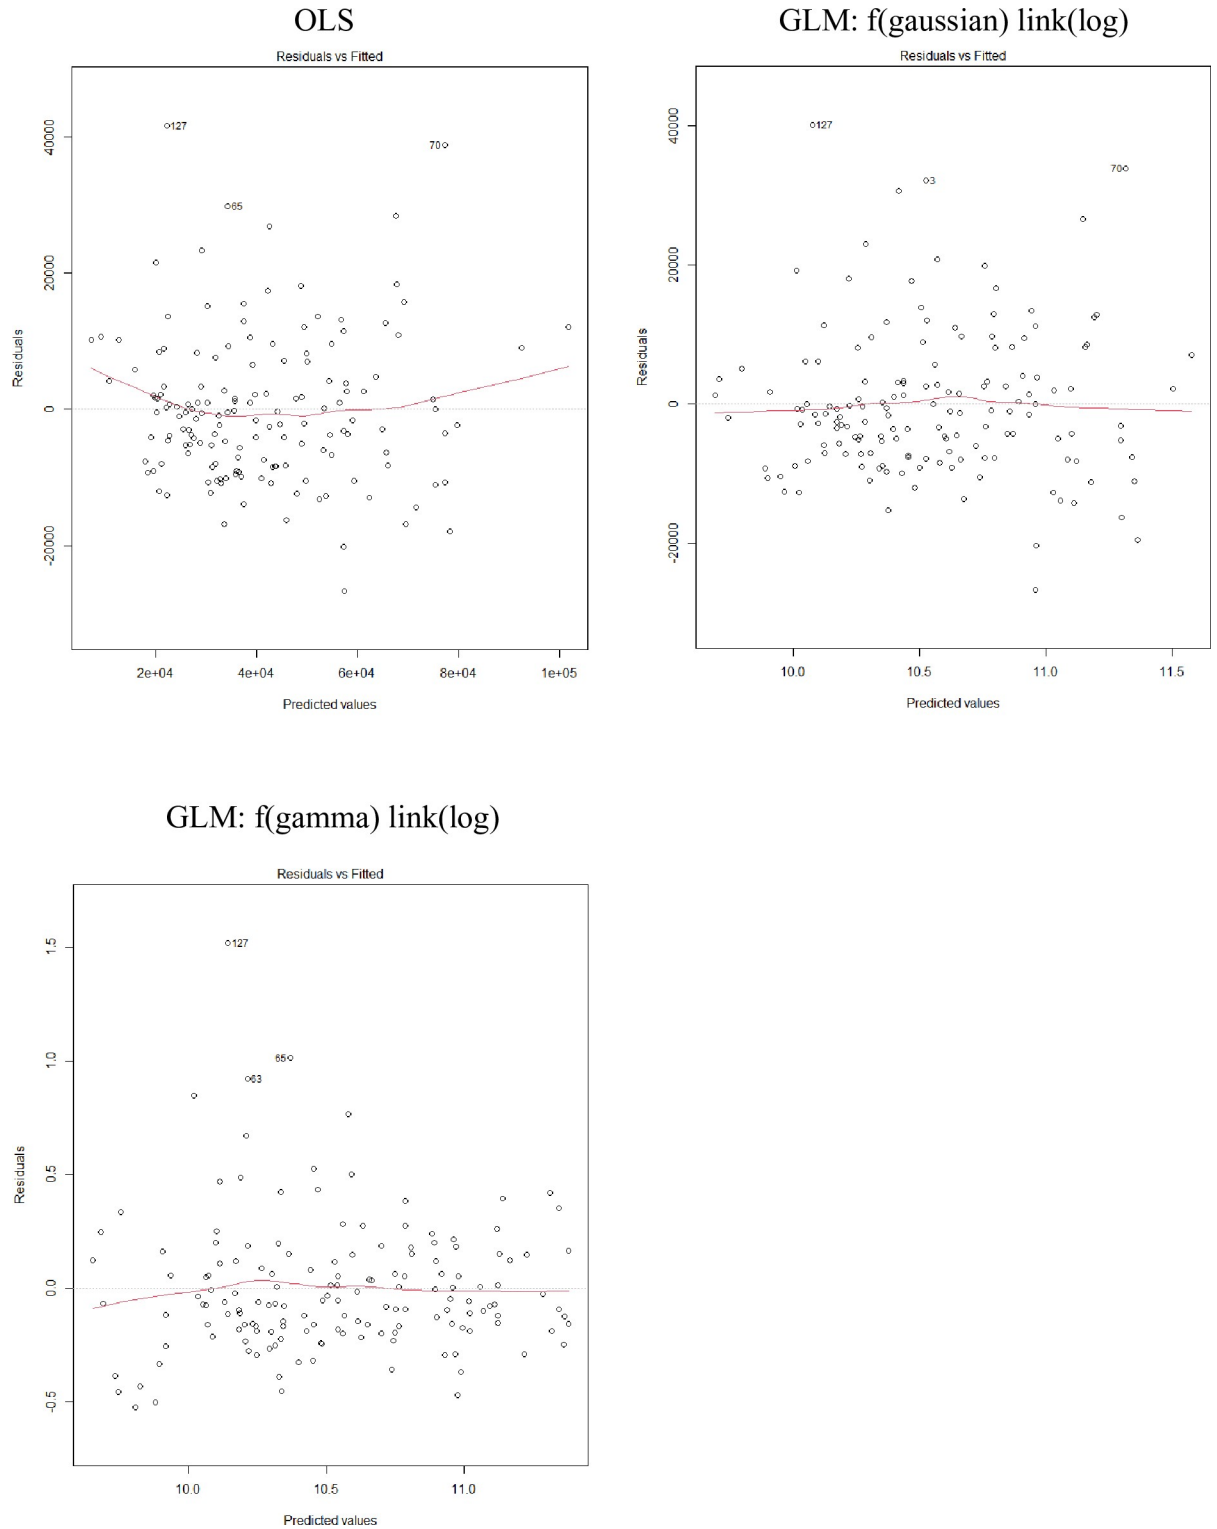 OLS
Residuals vs Fitted
40000
20000
0
-20000
Residuals
127
70
65
2e+04 4e+04 6e+04 8e+04 1e+05
Predicted values
GLM: f(gaussian) link(log)
Residuals vs Fitted
40000
20000
0
-20000
Residuals
127
3
70
10.0 10.5 11.0 11.5
Predicted values
GLM: f(gamma) link(log)
Residuals vs Fitted
1.5
1.0
0.5
0.0
-0.5
Residuals
127
65
63
10.0 10.5 11.0
Predicted values